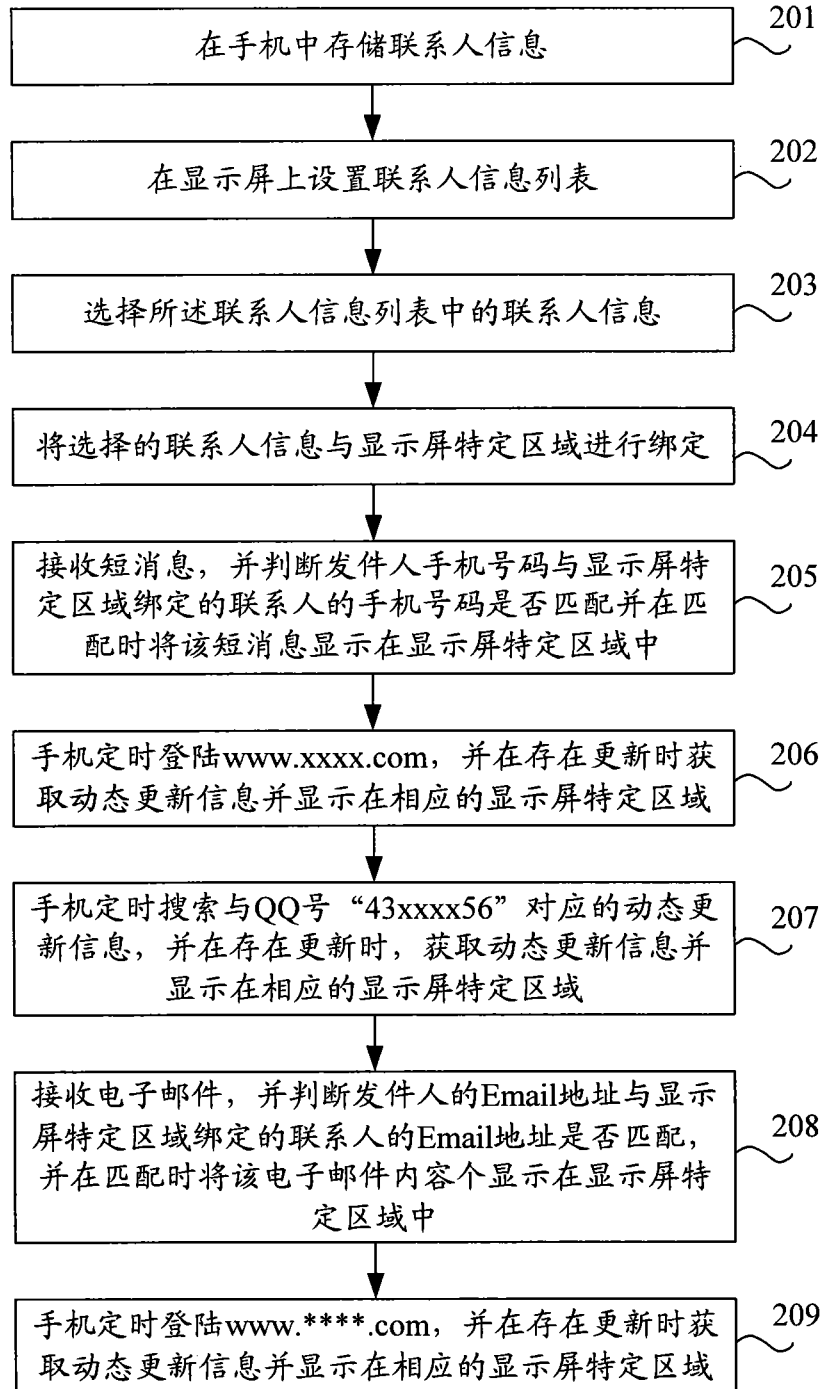 在手机中存储联系人信息
201
在显示屏上设置联系人信息列表
202
选择所述联系人信息列表中的联系人信息
203
将选择的联系人信息与显示屏特定区域进行绑定
204
接收短消息，并判断发件人手机号码与显示屏特
定区域绑定的联系人的手机号码是否匹配并在匹
配时将该短消息显示在显示屏特定区域中
205
手机定时登陆www.xxxx.com，并在存在更新时获
取动态更新信息并显示在相应的显示屏特定区域
206
手机定时搜索与QQ号“43xxxx56”对应的动态更
新信息，并在存在更新时，获取动态更新信息并
显示在相应的显示屏特定区域
207
接收电子邮件，并判断发件人的Email地址与显示
屏特定区域绑定的联系人的Email地址是否匹配，
并在匹配时将该电子邮件内容个显示在显示屏特
定区域中
208
手机定时登陆www.****.com，并在存在更新时获
取动态更新信息并显示在相应的显示屏特定区域
209